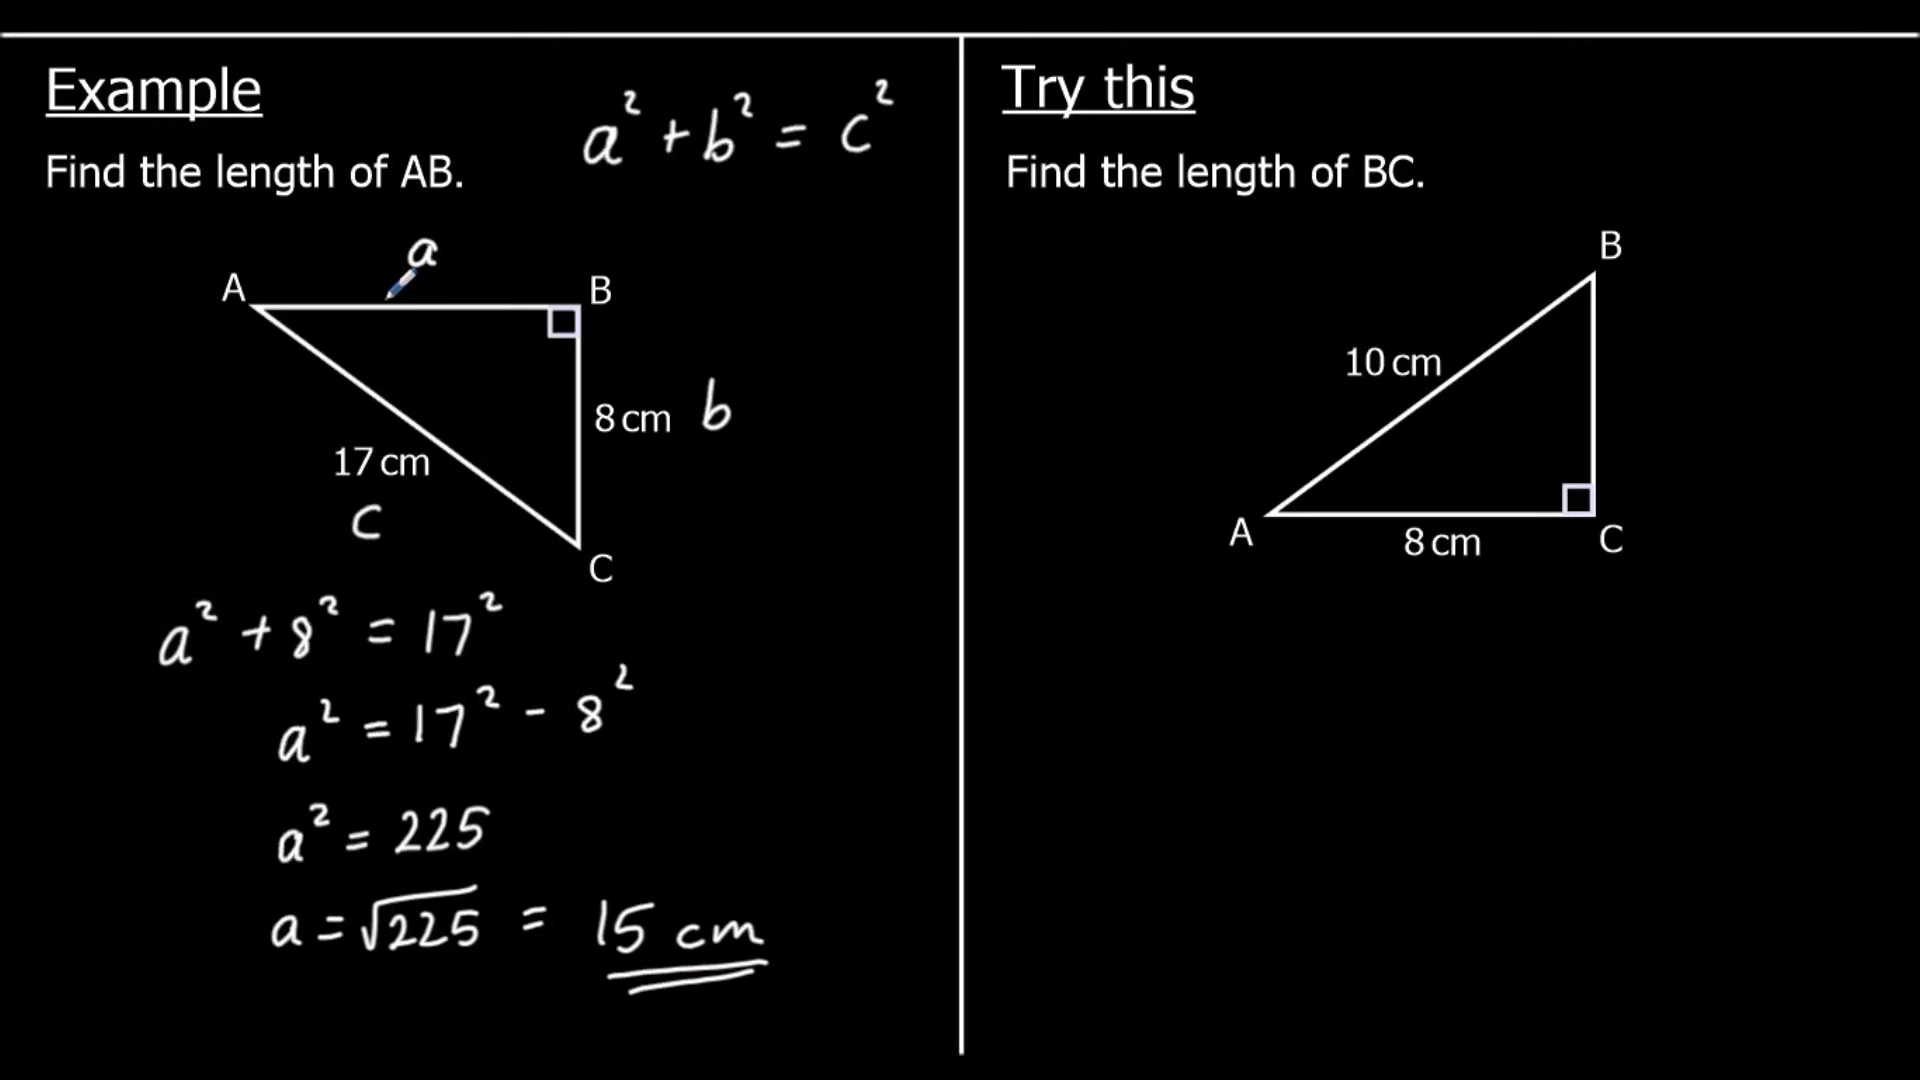 Example
a² + b² = c²
Find the length of AB.
a
A
B
8 cm b
17 cm
c
C
a² + 8² = 17²
a² = 17² - 8²
a² = 225
a = √225 = 15 cm
Try this
Find the length of BC.
B
10 cm
A
8 cm
C